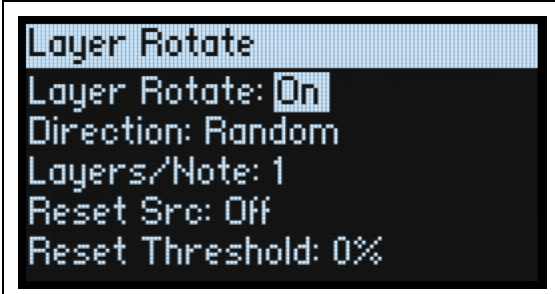 Layer Rotate
Layer Rotate: On
Direction: Random
Layers/Note: 1
Reset Src: Off
Reset Threshold: 0%